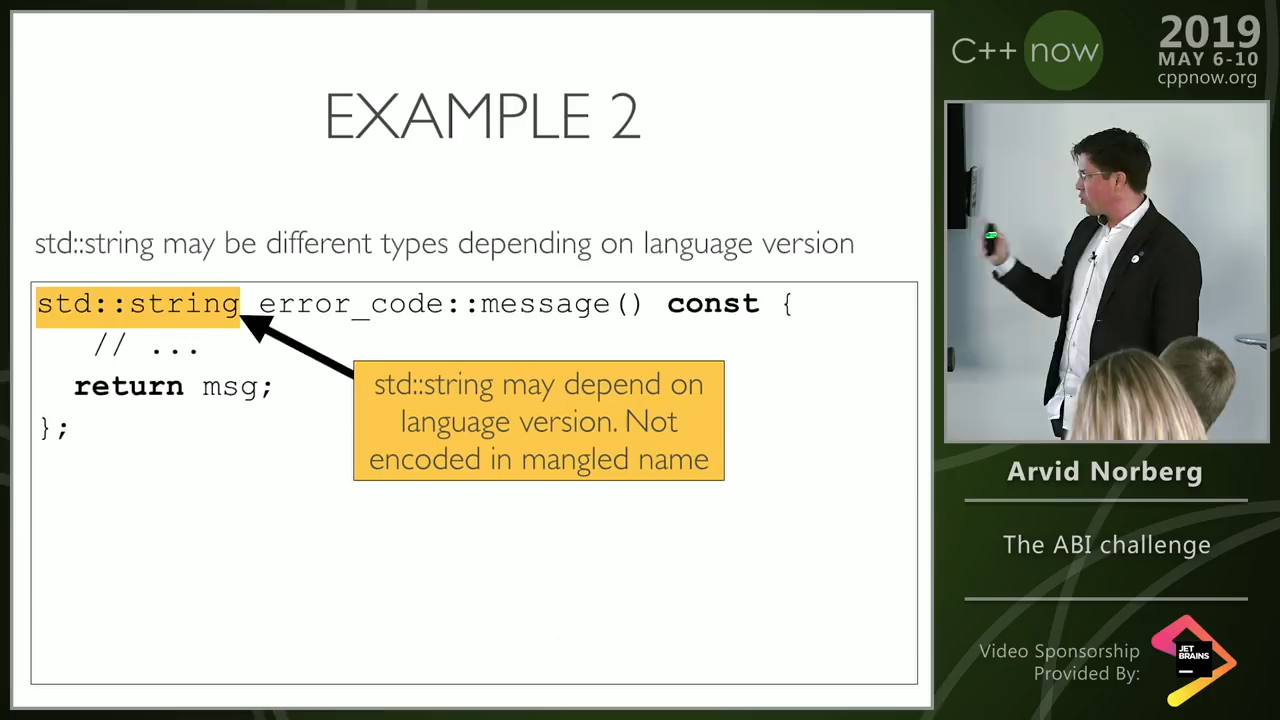 EXAMPLE 2
std::string may be different types depending on language version
std::string error_code::message() const {
// ...
return msg;
};
std::string may depend on
language version. Not
encoded in mangled name
C++ now
2019
MAY 6-10
cppnow.org
Arvid Norberg
The ABI challenge
Video Sponsorship
Provided By:
JET
BRAINS